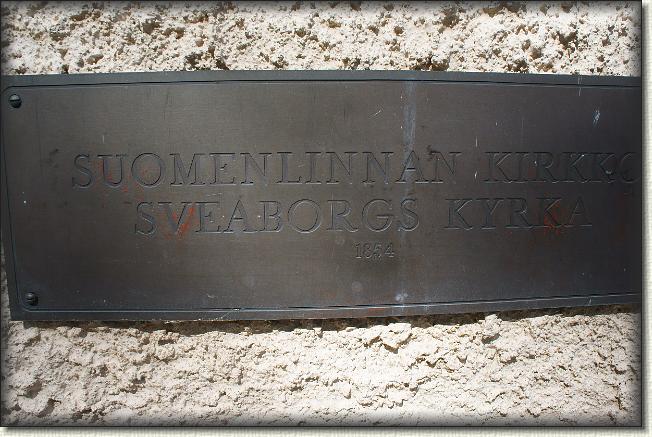 SUOMENLINNAN KIRKKO
SVEABORGS KYRKA
1854